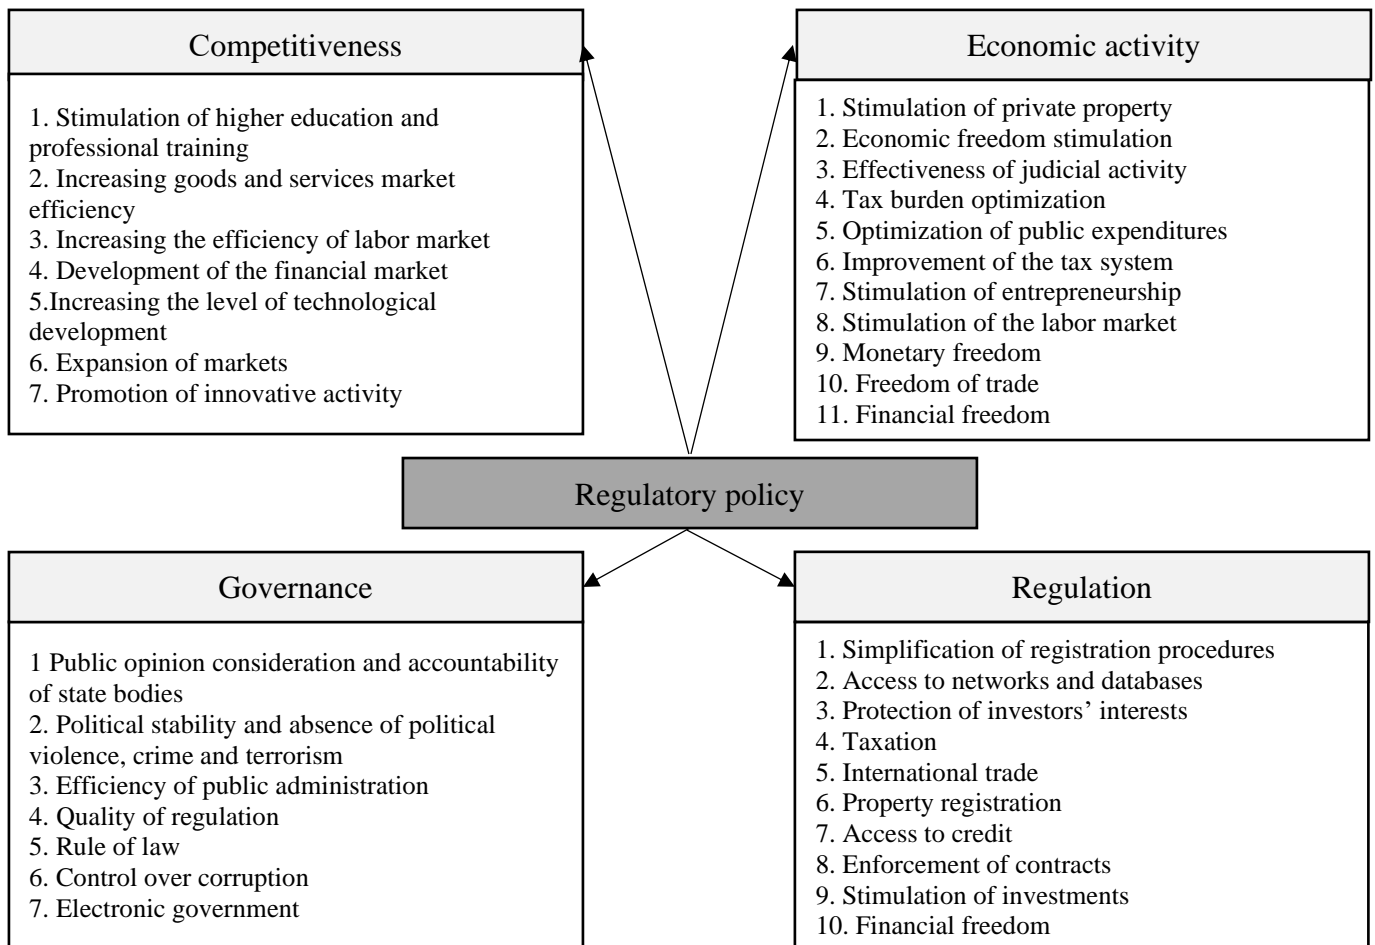 Competitiveness
1. Stimulation of higher education and
professional training
2. Increasing goods and services market
efficiency
3. Increasing the efficiency of labor market
4. Development of the financial market
5.Increasing the level of technological
development
6. Expansion of markets
7. Promotion of innovative activity
Economic activity
1. Stimulation of private property
2. Economic freedom stimulation
3. Effectiveness of judicial activity
4. Tax burden optimization
5. Optimization of public expenditures
6. Improvement of the tax system
7. Stimulation of entrepreneurship
8. Stimulation of the labor market
9. Monetary freedom
10. Freedom of trade
11. Financial freedom
Regulatory policy
Governance
1 Public opinion consideration and accountability
of state bodies
2. Political stability and absence of political
violence, crime and terrorism
3. Efficiency of public administration
4. Quality of regulation
5. Rule of law
6. Control over corruption
7. Electronic government
Regulation
1. Simplification of registration procedures
2. Access to networks and databases
3. Protection of investors’ interests
4. Taxation
5. International trade
6. Property registration
7. Access to credit
8. Enforcement of contracts
9. Stimulation of investments
10. Financial freedom